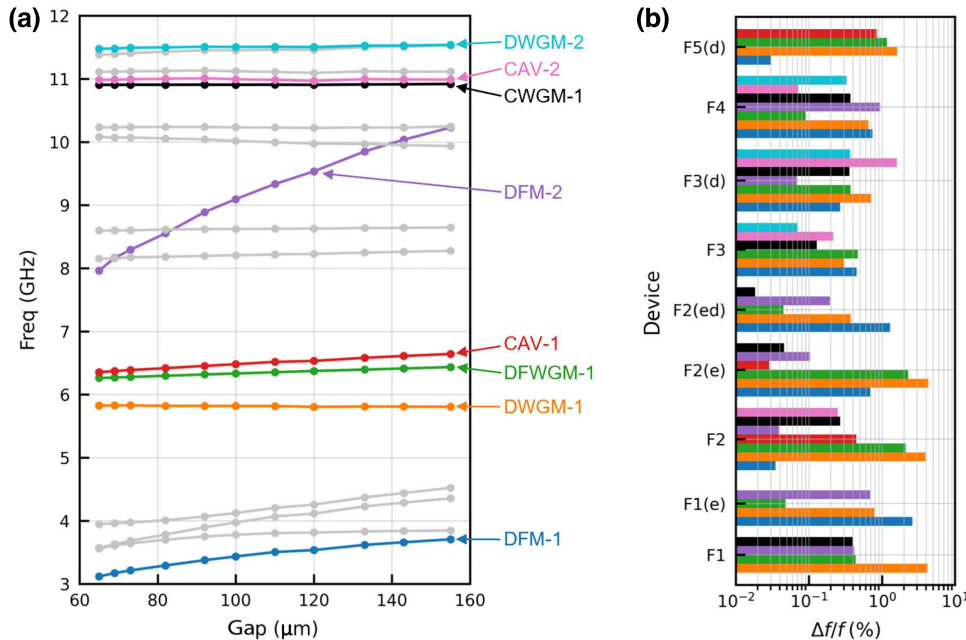 (a)
12
11
10
9
8
7
6
5
4
3
Freq (GHz)
60
80
100
120
140
160
Gap (μm)
DWGM-2
CAV-2
CWGM-1
DFM-2
CAV-1
DFWGM-1
DWGM-1
DFM-1
(b)
F5(d)
F4
F3(d)
F3
F2(ed)
F2(e)
F2
F1(e)
F1
Device
10⁻²
10⁻¹
10⁰
10¹
Δf/f (%)